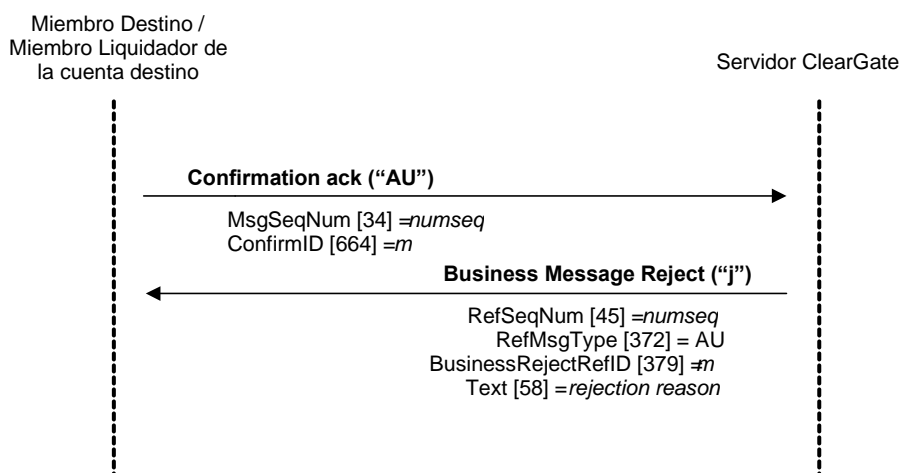 Miembro Destino /
Miembro Liquidador de
la cuenta destino
Servidor ClearGate
Confirmation ack (“AU”)
MsgSeqNum [34] =numseq
ConfirmID [664] =m
Business Message Reject (“j”)
RefSeqNum [45] =numseq
RefMsgType [372] = AU
BusinessRejectRefID [379] =m
Text [58] =rejection reason